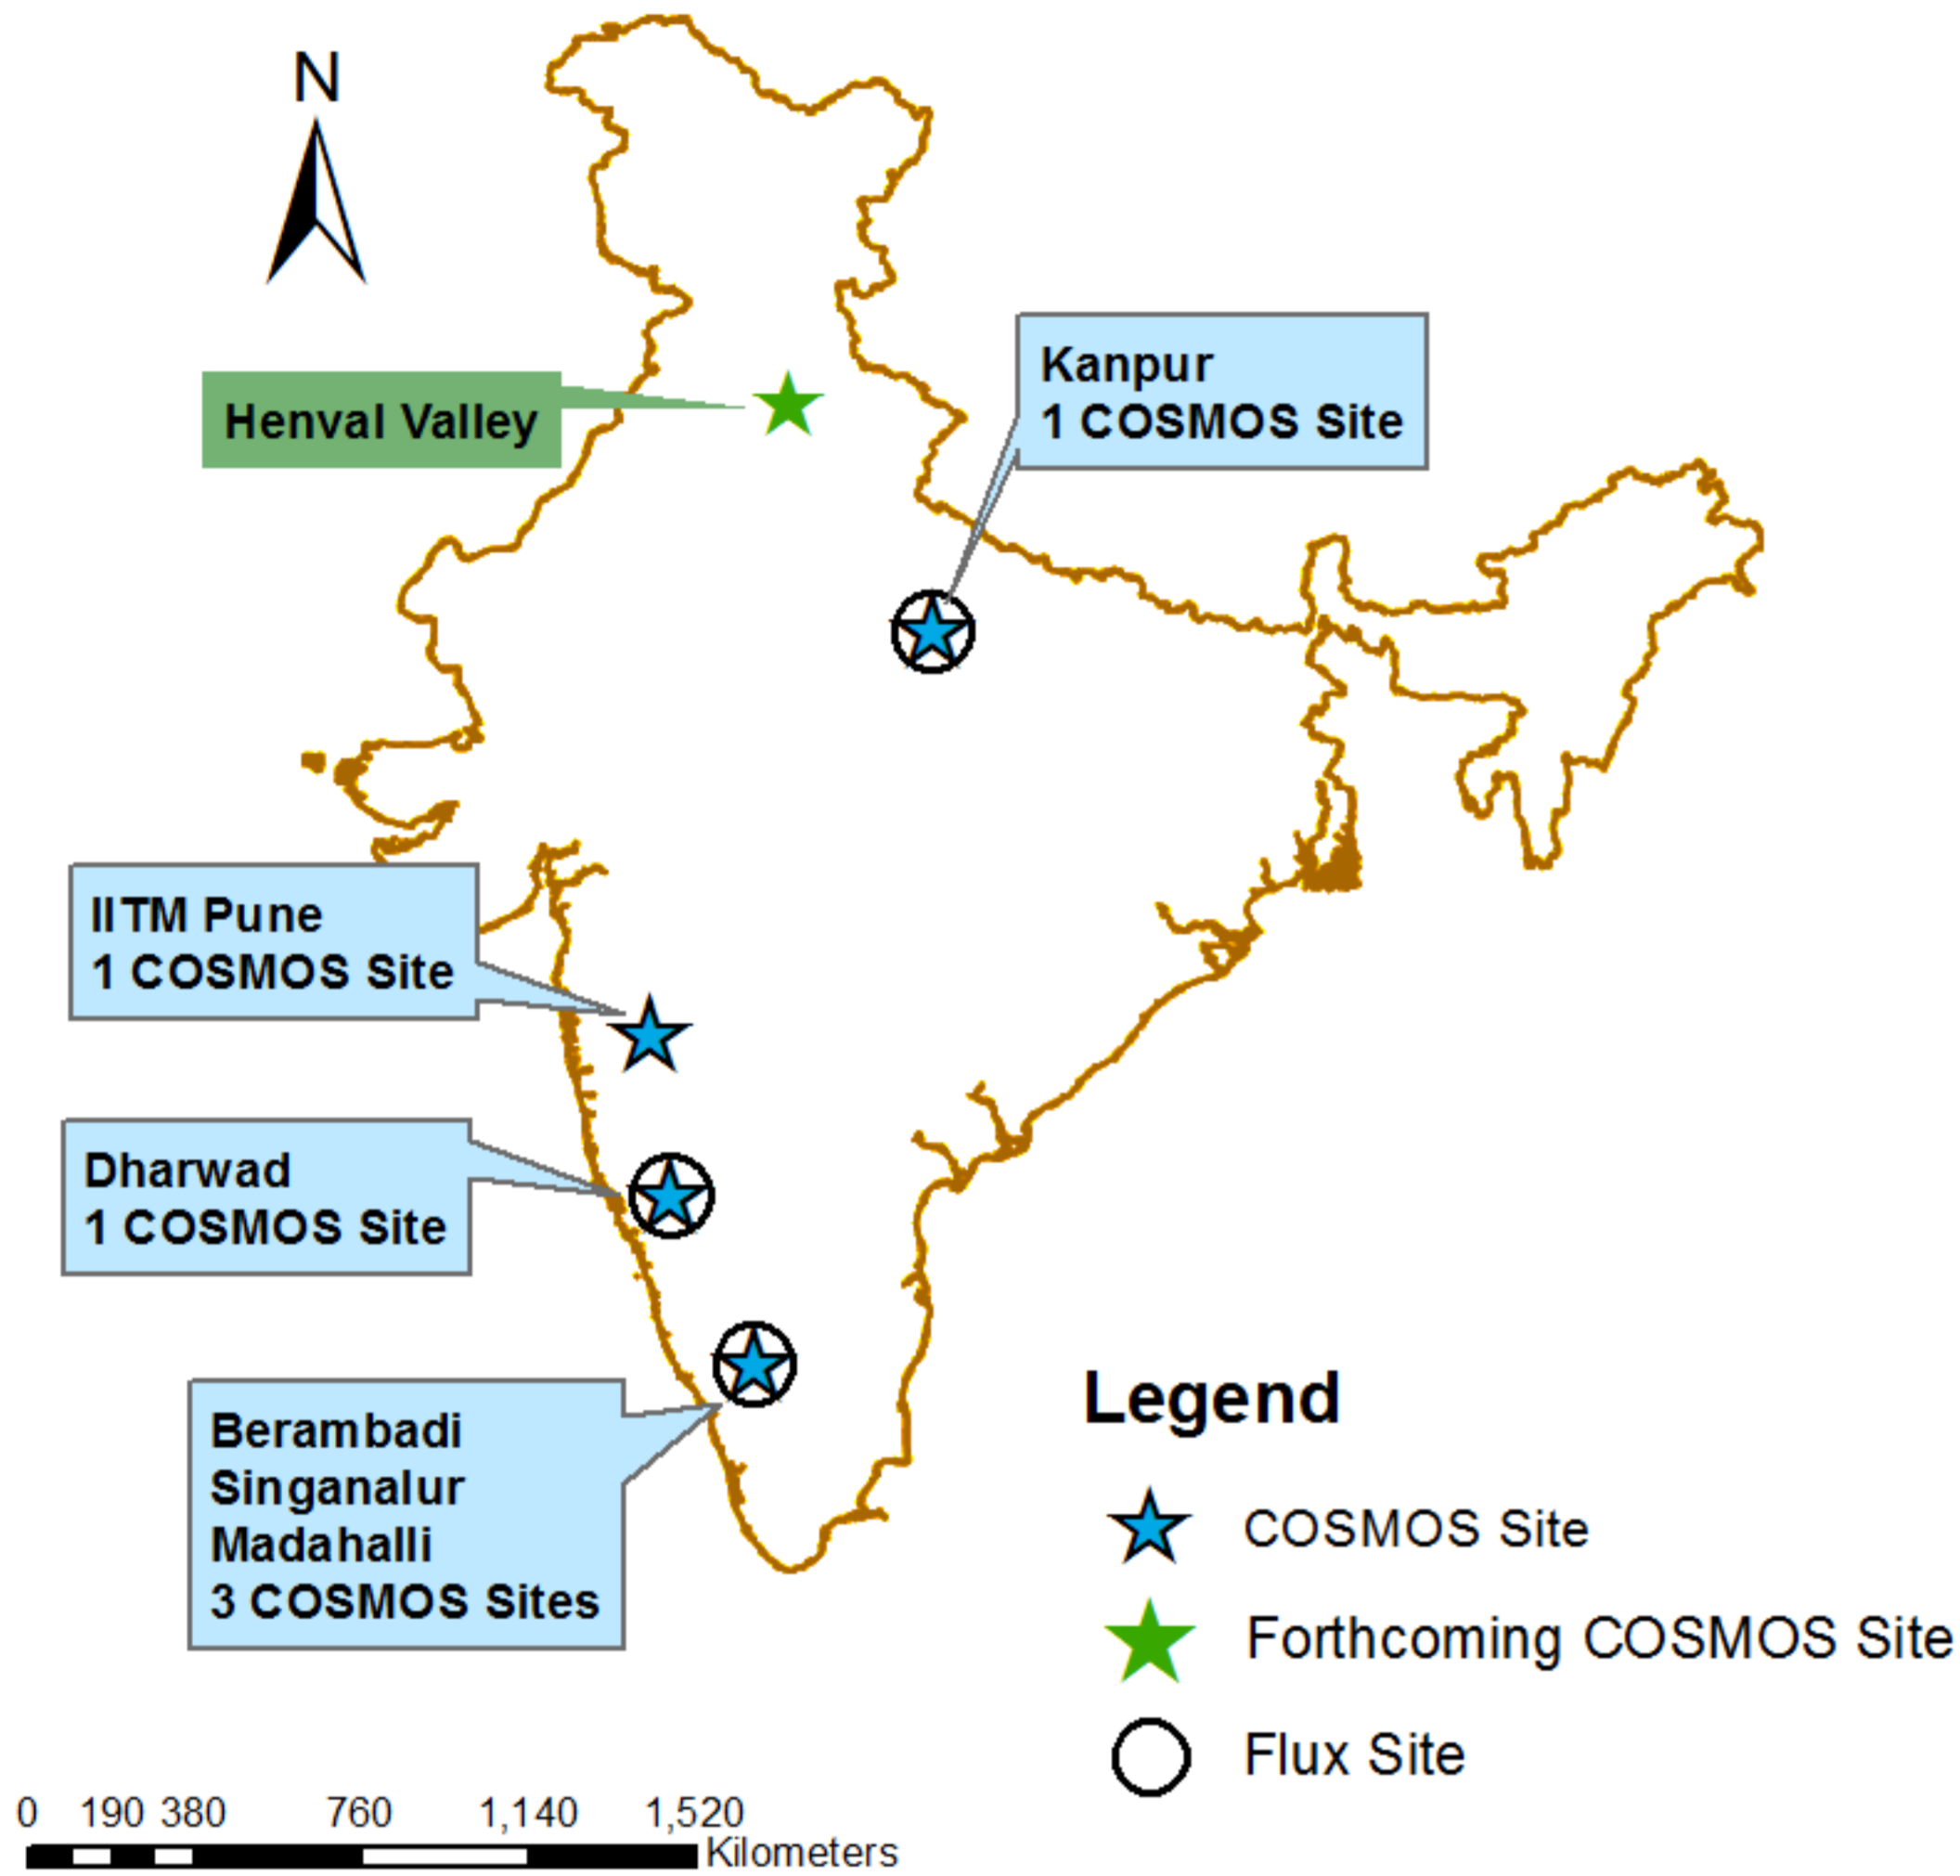 N
Kanpur
1 COSMOS Site
Henval Valley
IITM Pune
1 COSMOS Site
Dharwad
1 COSMOS Site
Berambadi
Singanalur
Madahalli
3 COSMOS Sites
Legend
COSMOS Site
Forthcoming COSMOS Site
Flux Site
0 190 380 760 1,140 1,520
Kilometers